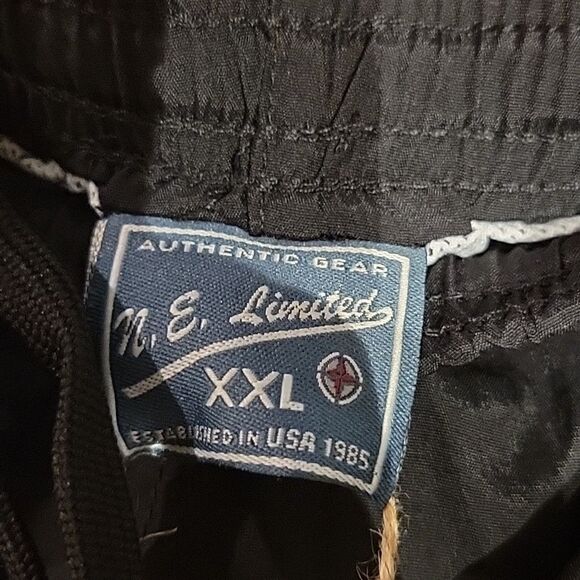 AUTHENTIC GEAR
N. E. Limited
XXL
ESTABLISHED IN USA 1985